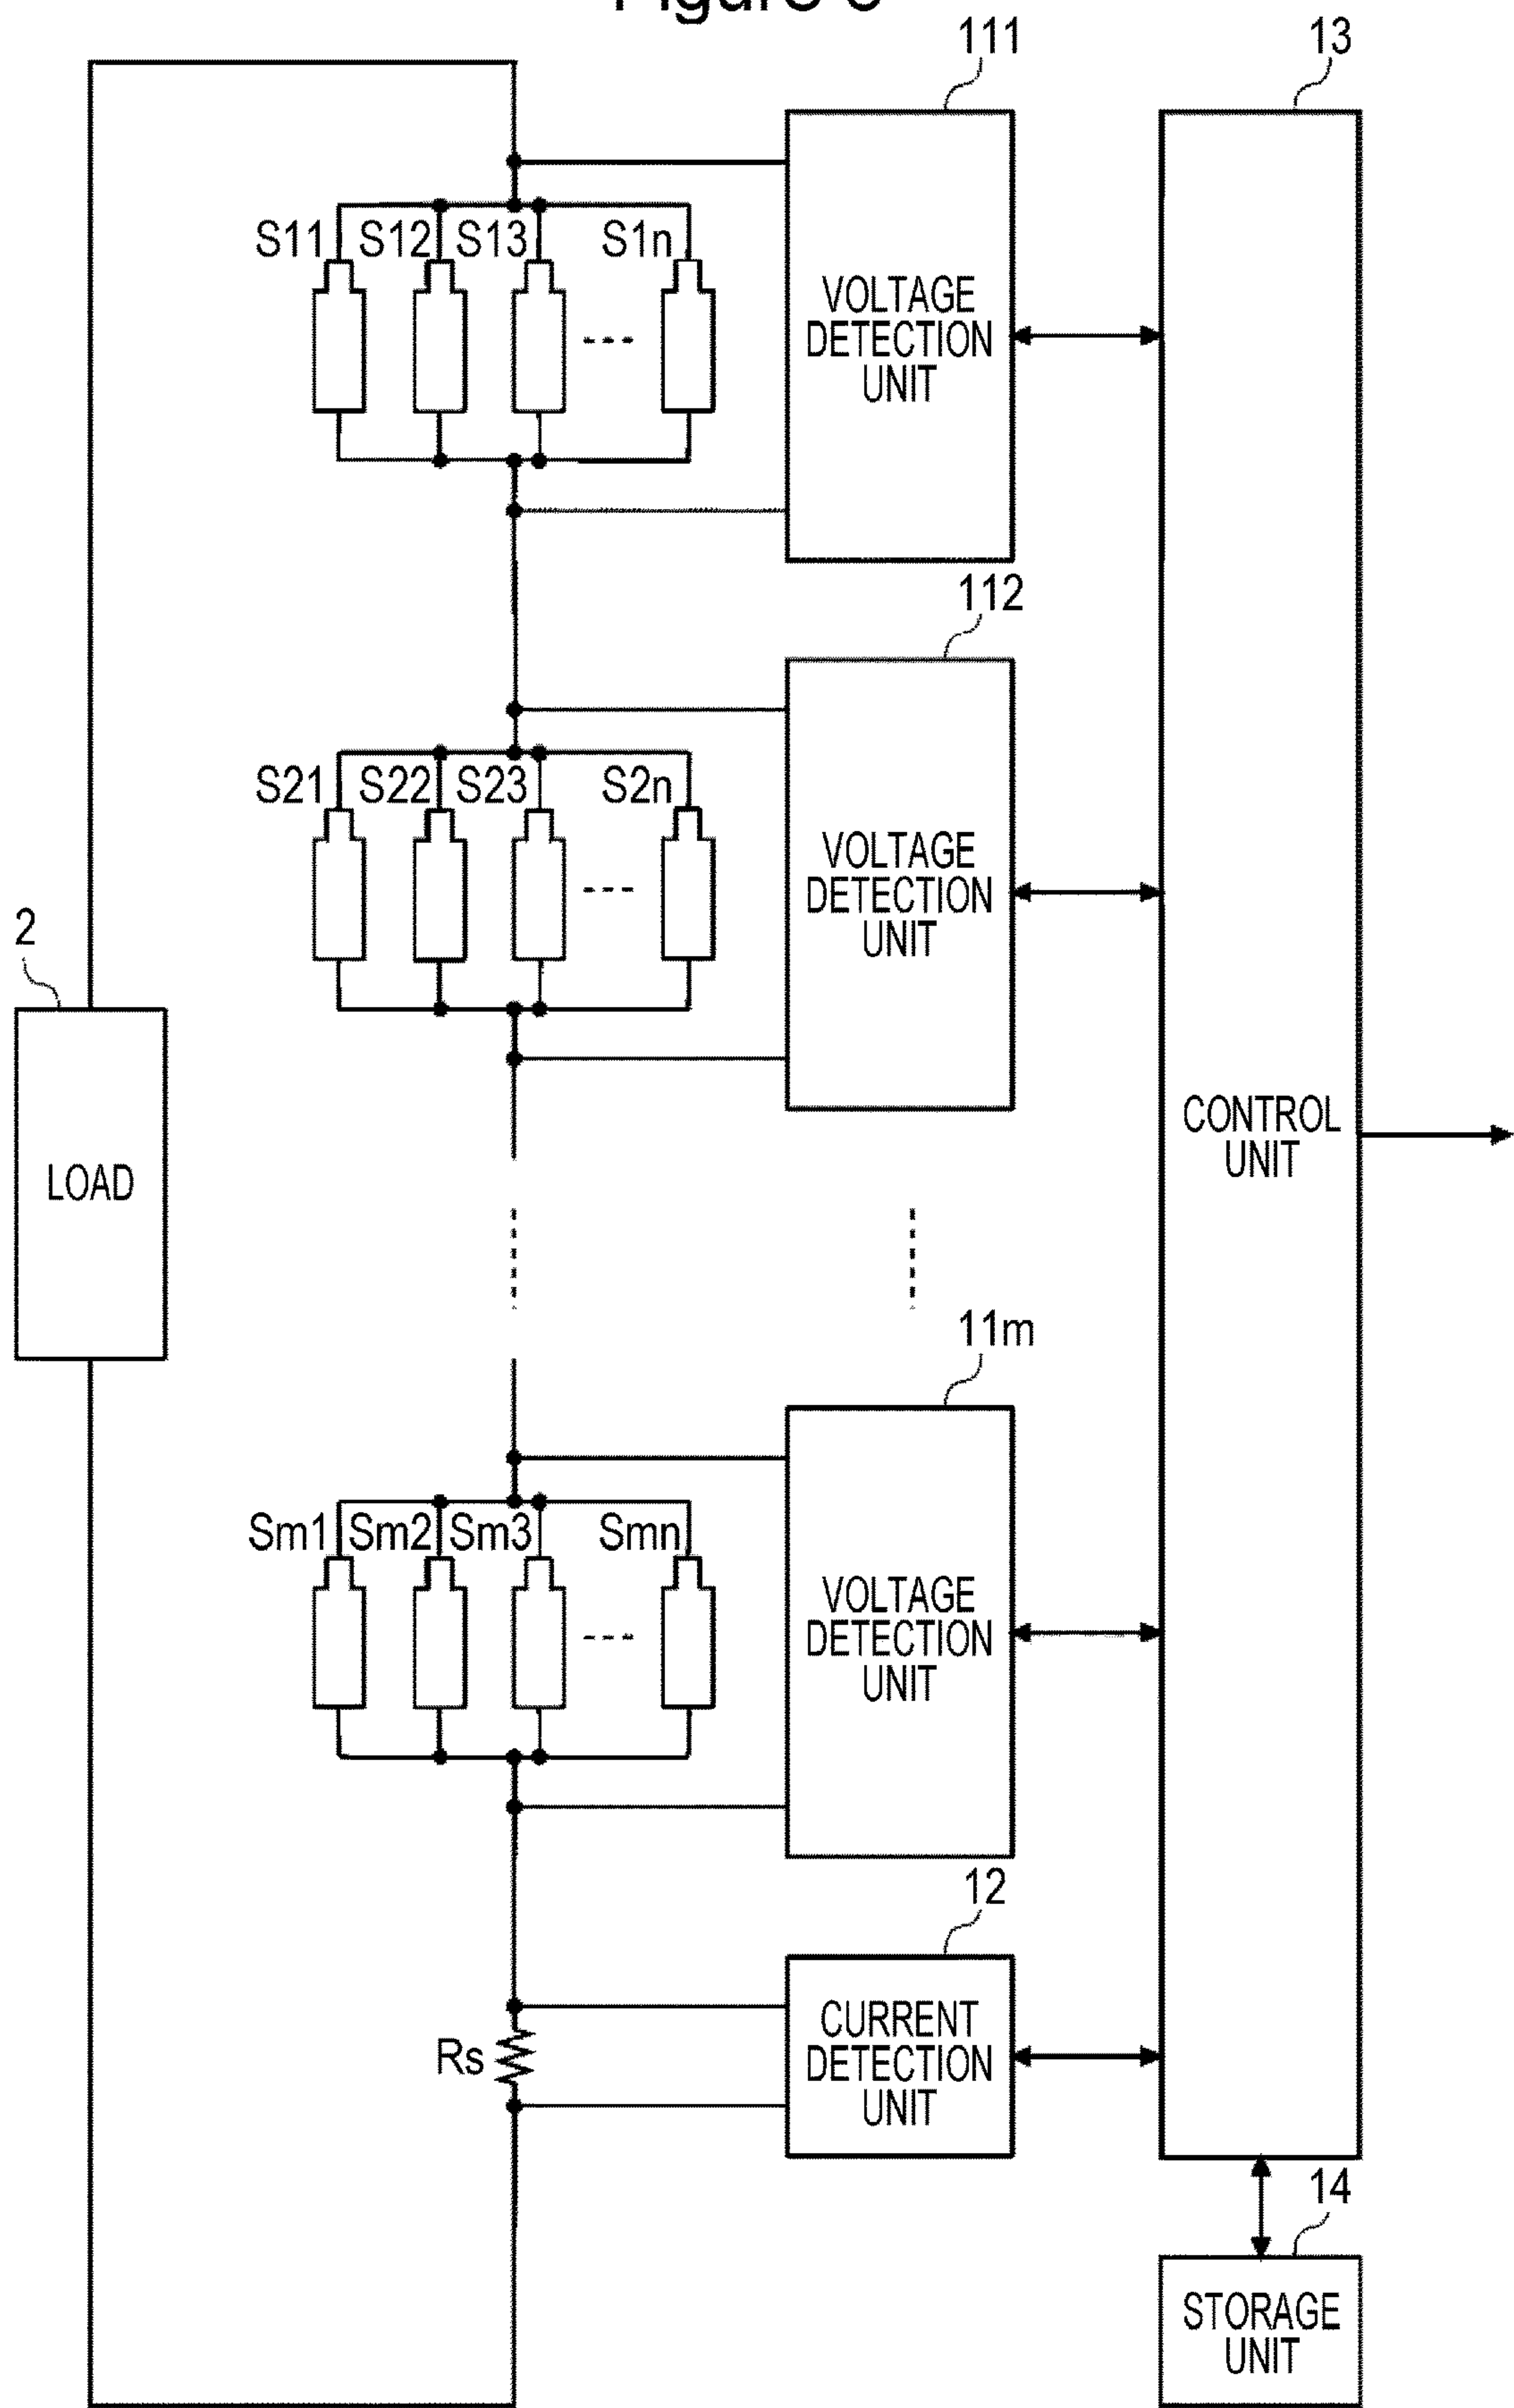 111
13
S11 S12 S13 S1n
VOLTAGE
DETECTION
UNIT
112
S21 S22 S23 S2n
VOLTAGE
DETECTION
UNIT
2
LOAD
CONTROL
UNIT
11m
Sm1 Sm2 Sm3 Smn
VOLTAGE
DETECTION
UNIT
12
Rs
CURRENT
DETECTION
UNIT
14
STORAGE
UNIT